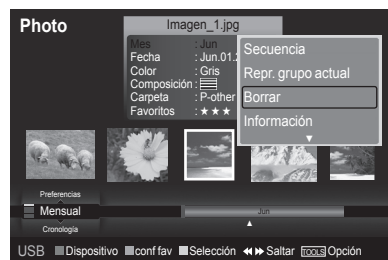 Photo
Imagen_1.jpg
Mes : Jun
Fecha : Jun.01.2
Color : Gris
Composición :
Carpeta : P-other
Favoritos : ★★★
Secuencia
Repr. grupo actual
Borrar
Información
Preferencias
Mensual
Cronología
Jun
USB Dispositivo conf fav Selección Saltar TOOLS Opción